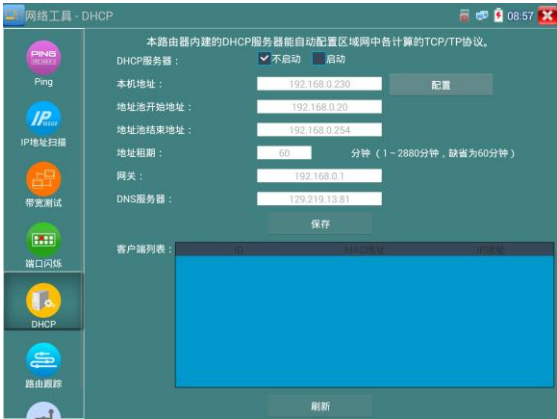 网络工具 - DHCP
08:57
PING
Ping
IP
IP地址扫描
带宽测试
端口闪烁
DHCP
路由跟踪
本路由器内建的DHCP服务器能自动配置区域网中各计算的TCP/TP协议。
DHCP服务器：
不启动
启动
本机地址：
192.168.0.230
配置
地址池开始地址：
192.168.0.20
地址池结束地址：
192.168.0.254
地址租期：
60
分钟（1~2880分钟，缺省为60分钟）
网关：
192.168.0.1
DNS服务器：
129.219.13.81
保存
客户端列表：
ID
MAC地址
IP地址
刷新